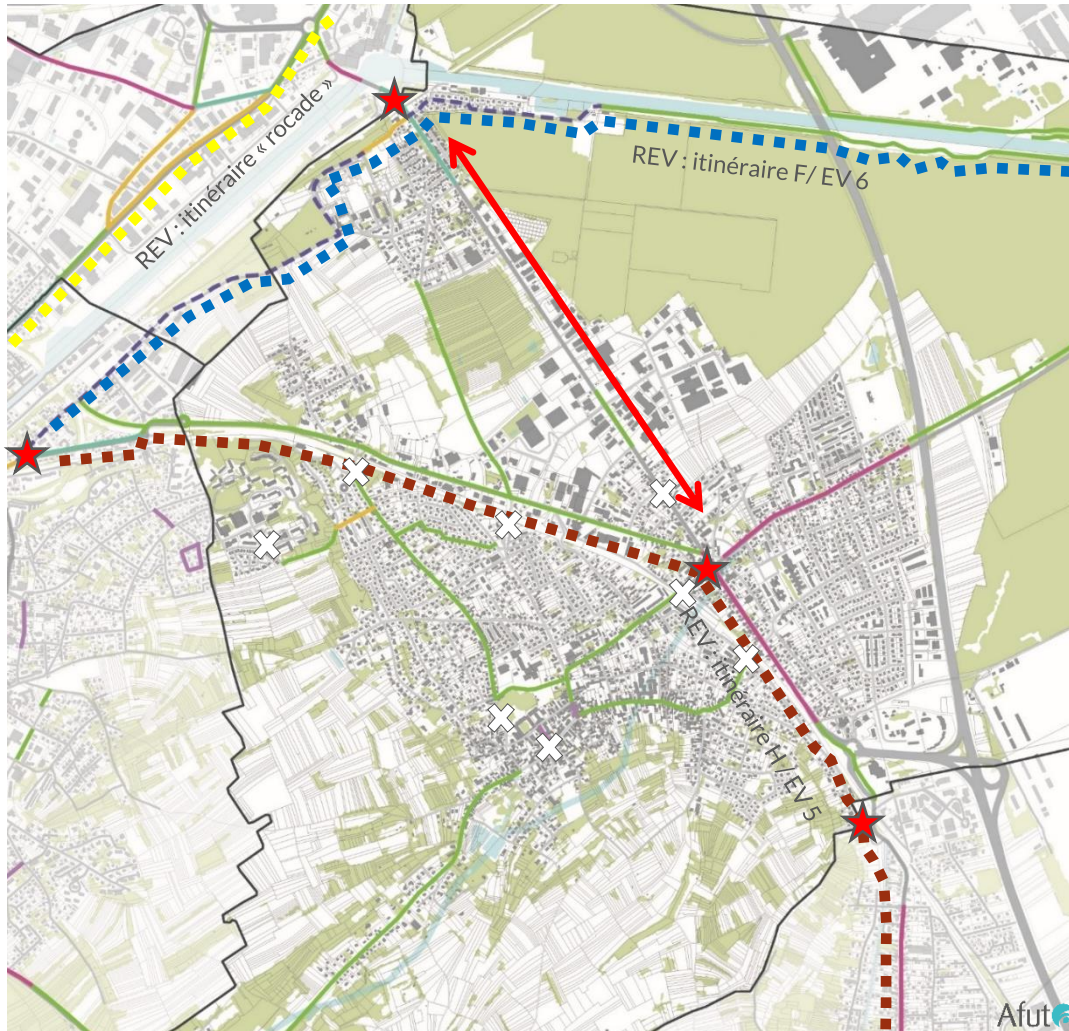 REV : itinéraire « rocade »
REV : itinéraire F/ EV 6
REV : itinéraire H / EV 5
Afut